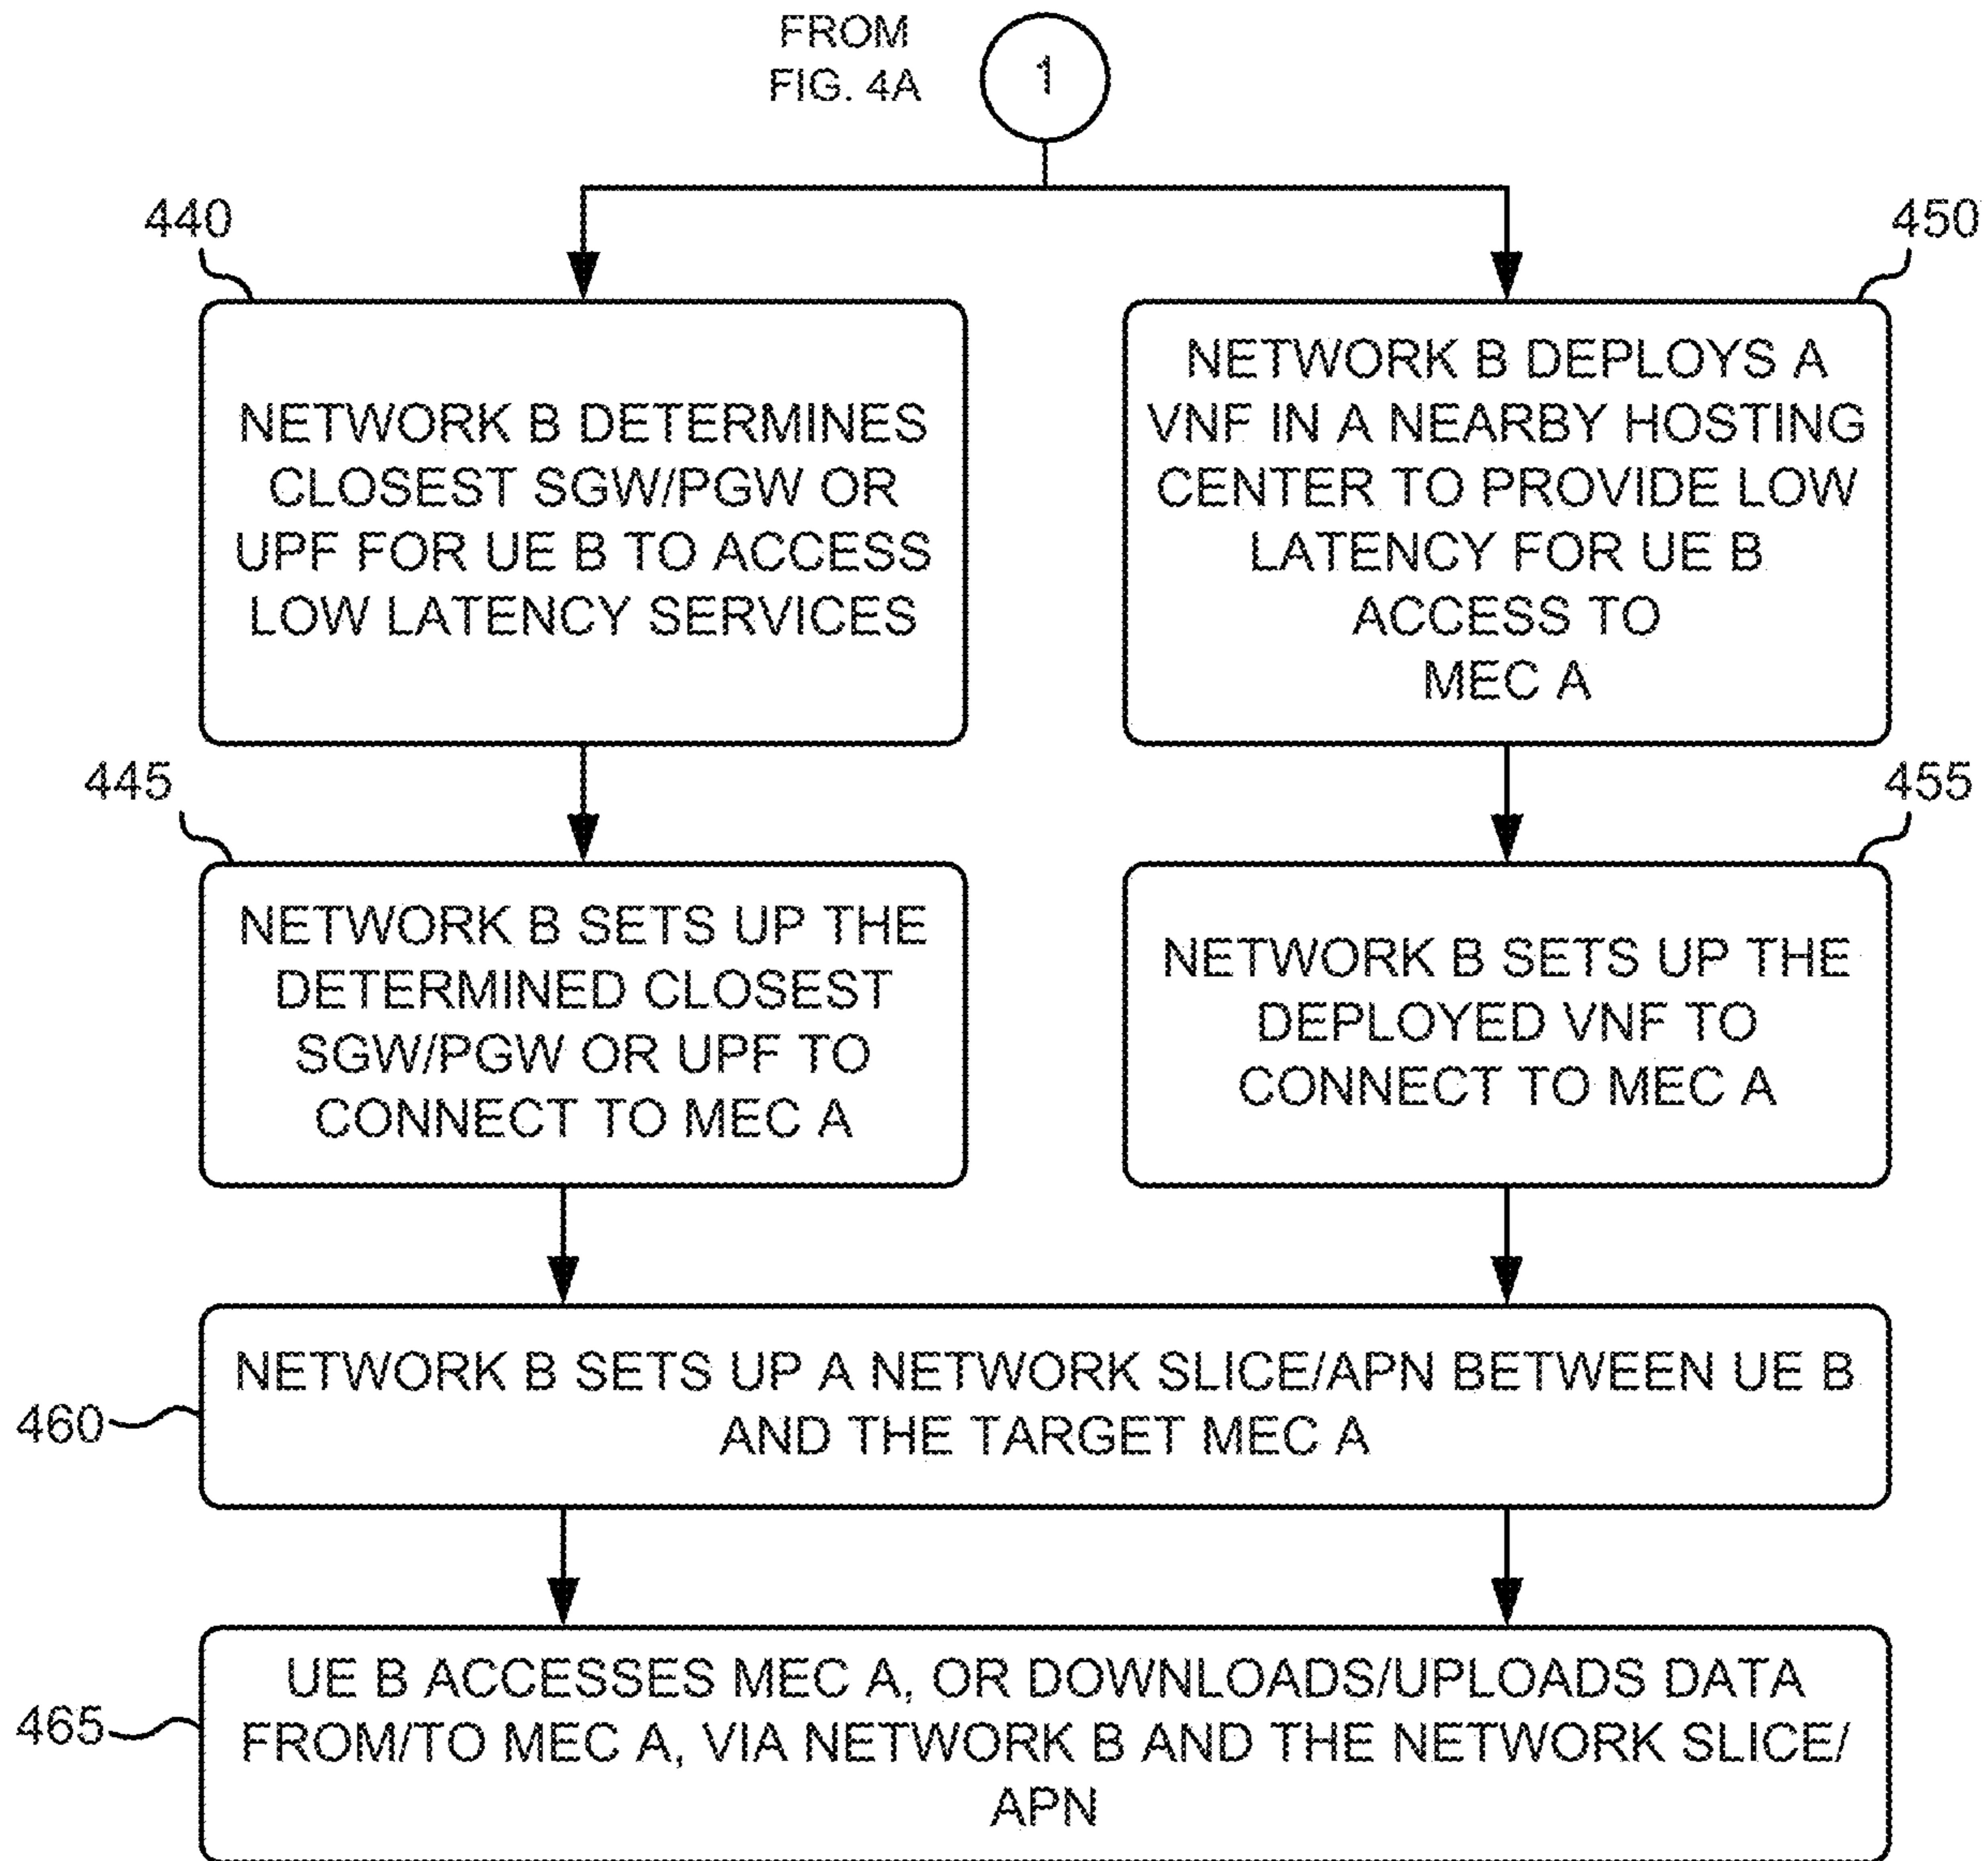 FROM
FIG. 4A
1
440
NETWORK B DETERMINES
CLOSEST SGW/PGW OR
UPF FOR UE B TO ACCESS
LOW LATENCY SERVICES
450
NETWORK B DEPLOYS A
VNF IN A NEARBY HOSTING
CENTER TO PROVIDE LOW
LATENCY FOR UE B
ACCESS TO
MEC A
445
NETWORK B SETS UP THE
DETERMINED CLOSEST
SGW/PGW OR UPF TO
CONNECT TO MEC A
455
NETWORK B SETS UP THE
DEPLOYED VNF TO
CONNECT TO MEC A
460
NETWORK B SETS UP A NETWORK SLICE/APN BETWEEN UE B
AND THE TARGET MEC A
465
UE B ACCESSES MEC A, OR DOWNLOADS/UPLOADS DATA
FROM/TO MEC A, VIA NETWORK B AND THE NETWORK SLICE/
APN